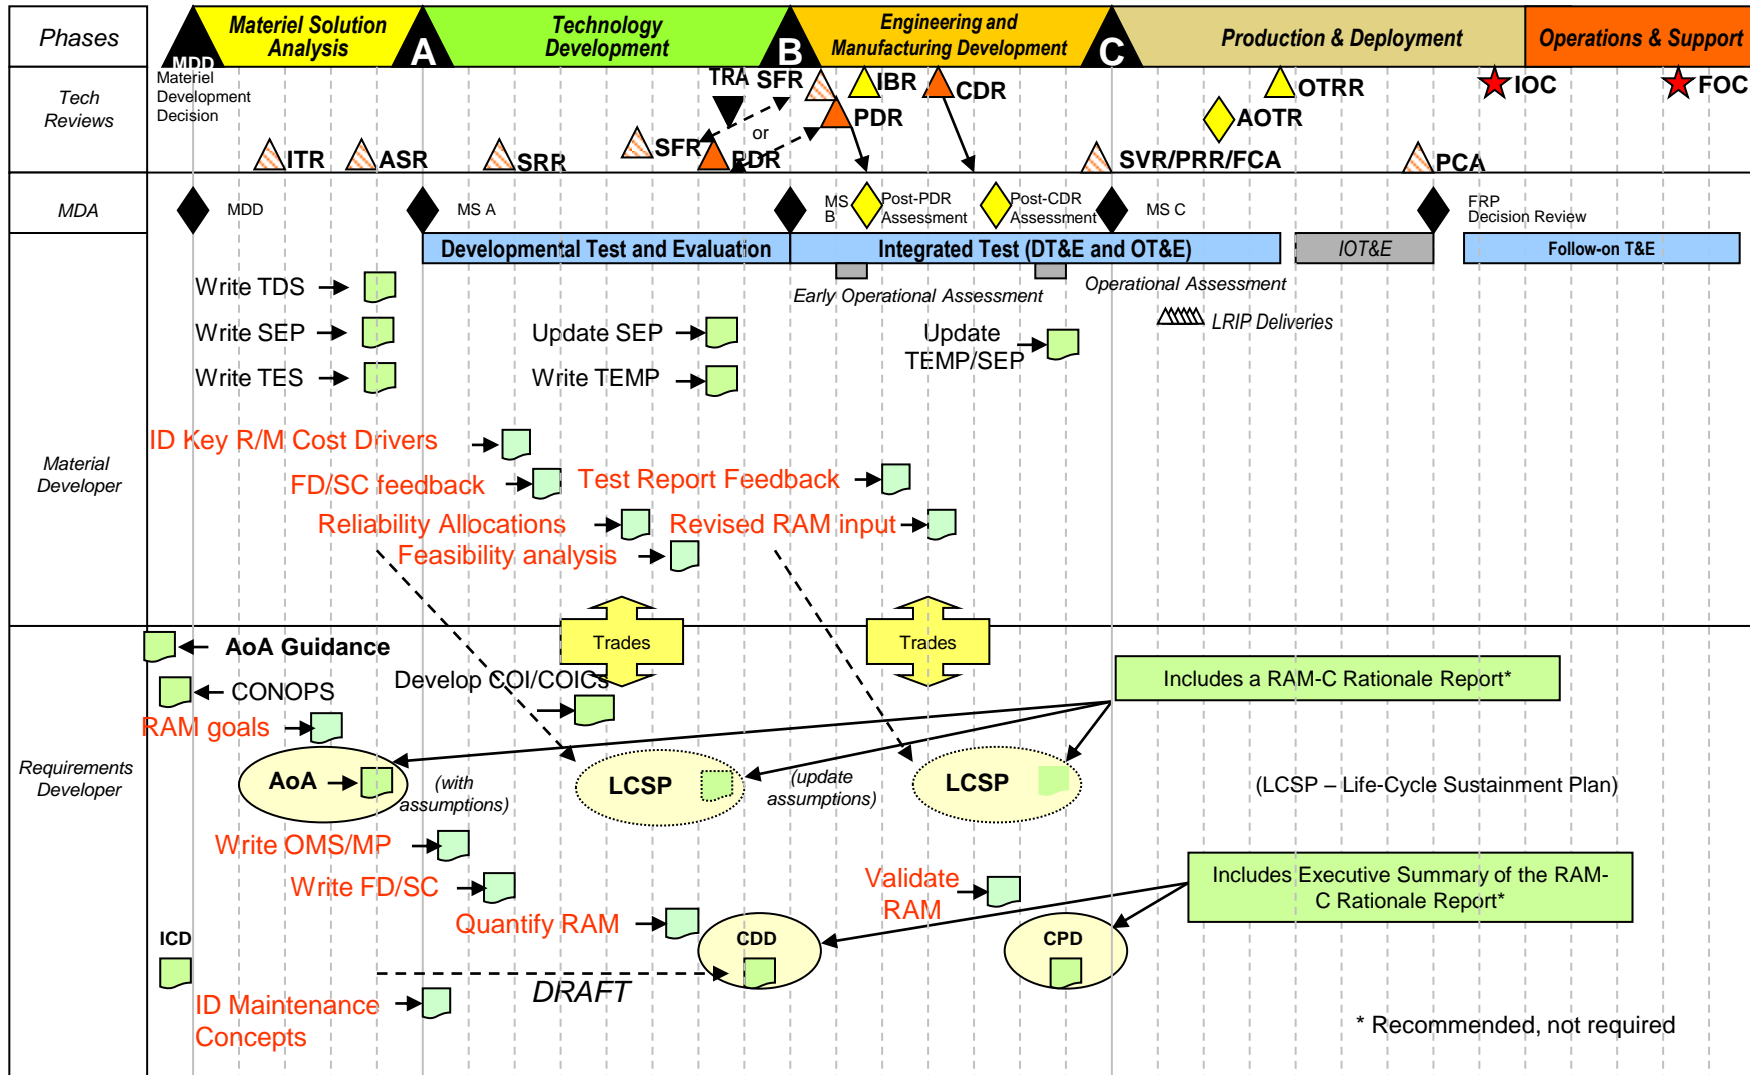 Phases
MDD
Materiel Solution
Analysis
A
Technology
Development
B
Engineering and
Manufacturing Development
C
Production & Deployment
Operations & Support
Tech
Reviews
Materiel
Development
Decision
ITR
ASR
SRR
SFR
TRA
PDR
or
SFR
PDR
IBR
CDR
SVR/PRR/FCA
AOTR
OTRR
PCA
IOC
FOC
MDA
MDD
MS A
MS
B
Post-PDR
Assessment
Post-CDR
Assessment
MS C
FRP
Decision Review
Material
Developer
Developmental Test and Evaluation
Integrated Test (DT&E and OT&E)
IOT&E
Follow-on T&E
Early Operational Assessment
Operational Assessment
LRIP Deliveries
Write TDS
Write SEP
Write TES
Update SEP
Write TEMP
Update
TEMP/SEP
ID Key R/M Cost Drivers
FD/SC feedback
Test Report Feedback
Reliability Allocations
Revised RAM input
Feasibility analysis
Trades
Trades
Requirements
Developer
AoA Guidance
CONOPS
Develop COI/COICs
Includes a RAM-C Rationale Report*
RAM goals
AoA
(with
assumptions)
LCSP
(update
assumptions)
LCSP
(LCSP – Life-Cycle Sustainment Plan)
Write OMS/MP
Write FD/SC
Quantify RAM
Validate
RAM
Includes Executive Summary of the RAM-
C Rationale Report*
ICD
CDD
CPD
DRAFT
ID Maintenance
Concepts
* Recommended, not required